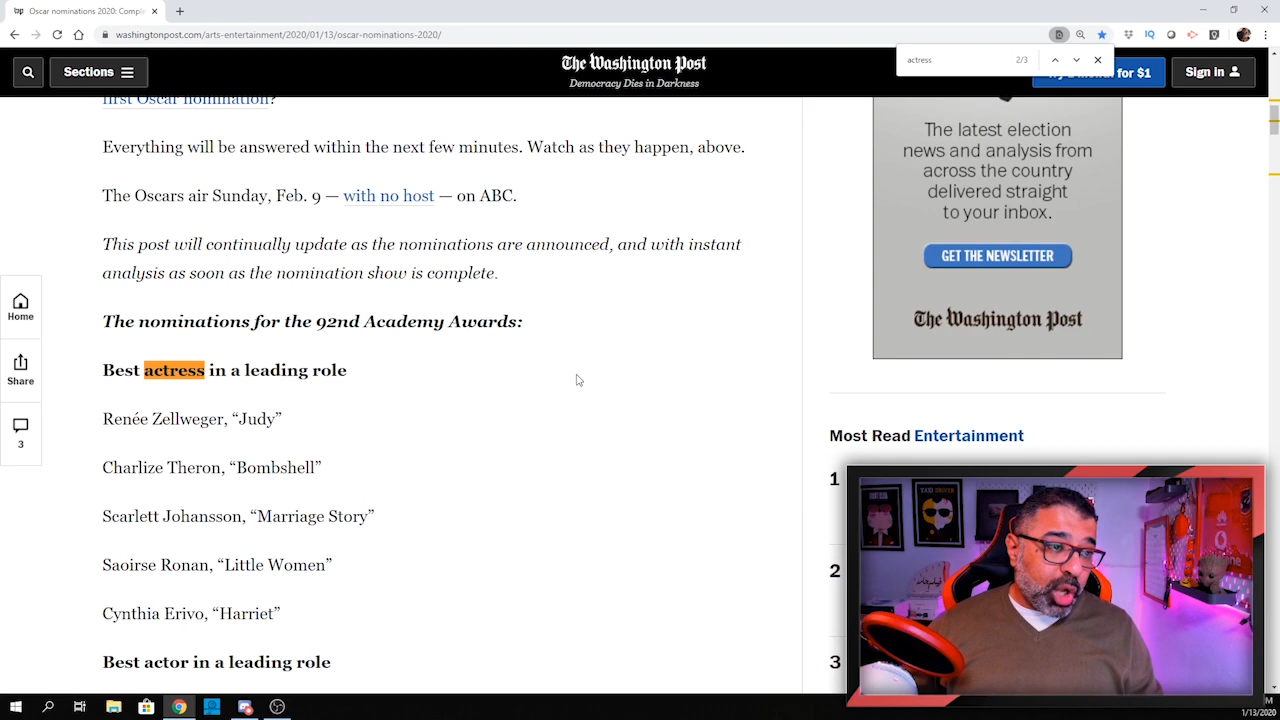 Oscar nominations 2020: Comple
washingtonpost.com/arts-entertainment/2020/01/13/oscar-nominations-2020/
IQ
actress 2/3
Sections
The Washington Post
Democracy Dies in Darkness
for $1
Sign in
first Oscar nomination?
Everything will be answered within the next few minutes. Watch as they happen, above.
The Oscars air Sunday, Feb. 9 — with no host — on ABC.
This post will continually update as the nominations are announced, and with instant
analysis as soon as the nomination show is complete.
The nominations for the 92nd Academy Awards:
Best actress in a leading role
Renée Zellweger, “Judy”
Charlize Theron, “Bombshell”
Scarlett Johansson, “Marriage Story”
Saoirse Ronan, “Little Women”
Cynthia Erivo, “Harriet”
Best actor in a leading role
Home
Share
3
The latest election
news and analysis from
across the country
delivered straight
to your inbox.
GET THE NEWSLETTER
The Washington Post
Most Read Entertainment
1
2
3
TAXI DRIVER
M
1/13/2020